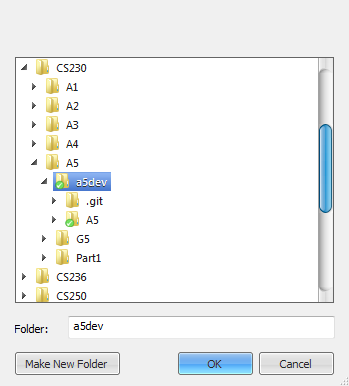 CS230
A1
A2
A3
A4
A5
a5dev
.git
A5
G5
Part1
CS236
CS250
Folder: a5dev
Make New Folder OK Cancel